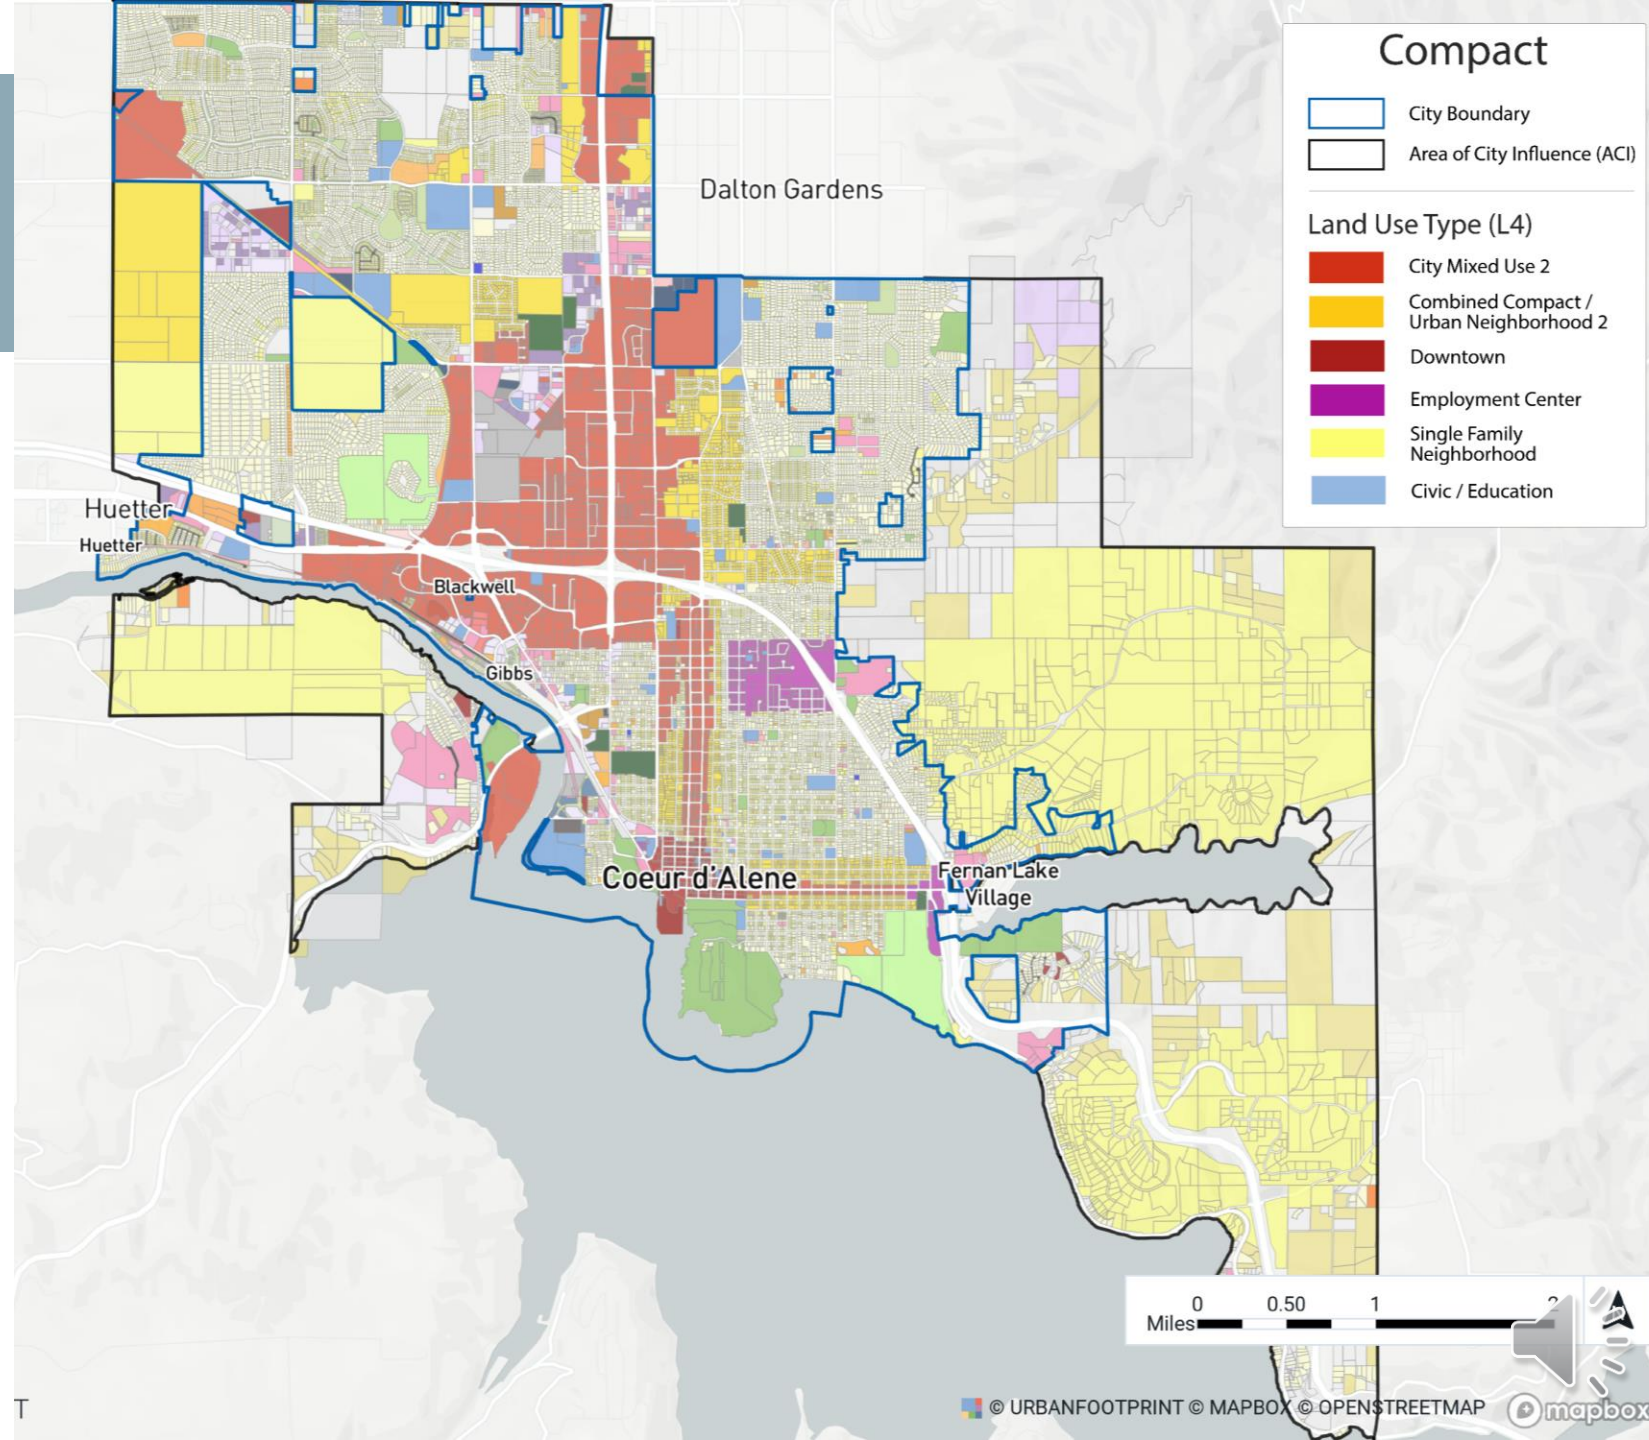 Compact
City Boundary
Area of City Influence (ACI)
Land Use Type (L4)
City Mixed Use 2
Combined Compact /
Urban Neighborhood 2
Downtown
Employment Center
Single Family
Neighborhood
Civic / Education
Dalton Gardens
Huetter
Huetter
Blackwell
Gibbs
Coeur d'Alene
Fernan Lake
Village
0 0.50 1 2
Miles
T
© URBANFOOTPRINT © MAPBOX © OPENSTREETMAP
mapbox